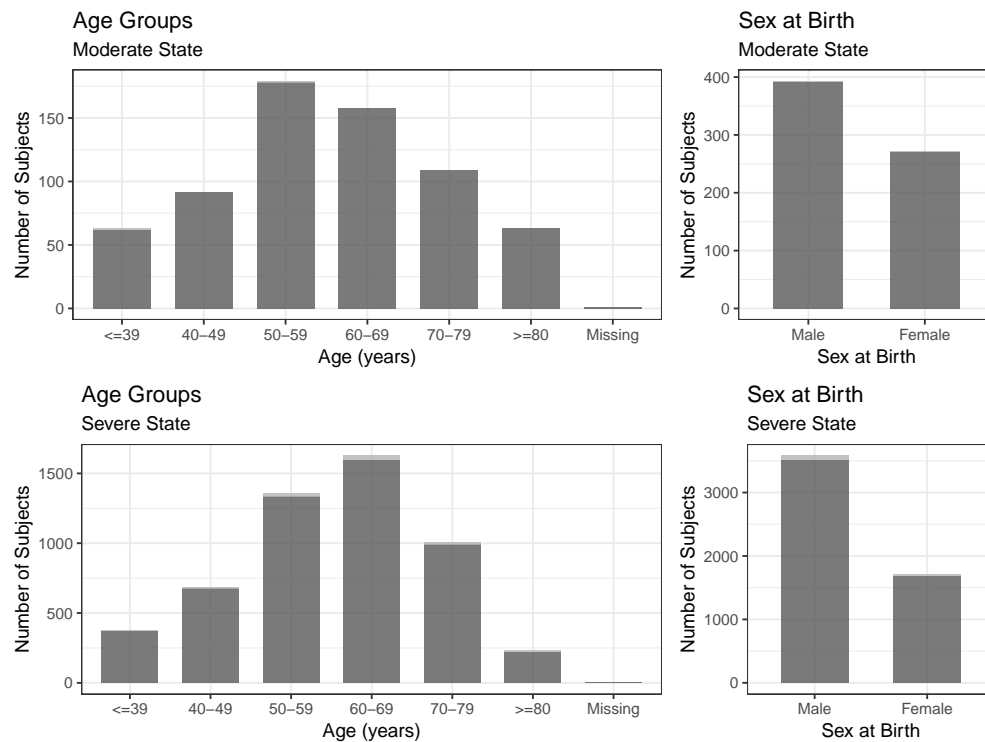 Age Groups
Moderate State
Number of Subjects
150
100
50
0
<=39 40−49 50−59 60−69 70−79 >=80 Missing
Age (years)
Sex at Birth
Moderate State
Number of Subjects
400
300
200
100
0
Male Female
Sex at Birth
Age Groups
Severe State
Number of Subjects
1500
1000
500
0
<=39 40−49 50−59 60−69 70−79 >=80 Missing
Age (years)
Sex at Birth
Severe State
Number of Subjects
3000
2000
1000
0
Male Female
Sex at Birth